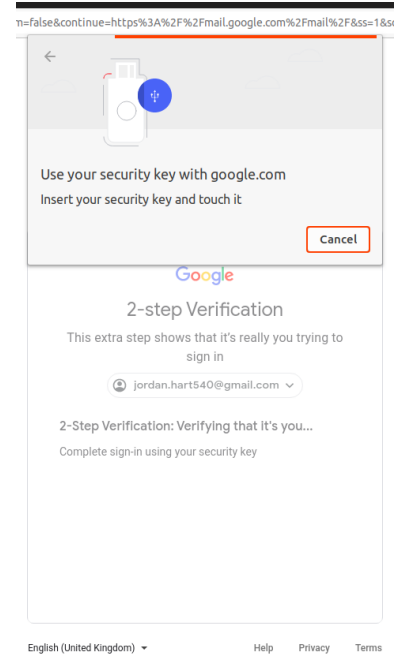 m=false&continue=https%3A%2F%2Fmail.google.com%2Fmail%2F&ss=1&s
Use your security key with google.com
Insert your security key and touch it
Cancel
Google
2-step Verification
This extra step shows that it's really you trying to
sign in
jordan.hart540@gmail.com
2-Step Verification: Verifying that it's you...
Complete sign-in using your security key
English (United Kingdom)
Help Privacy Terms